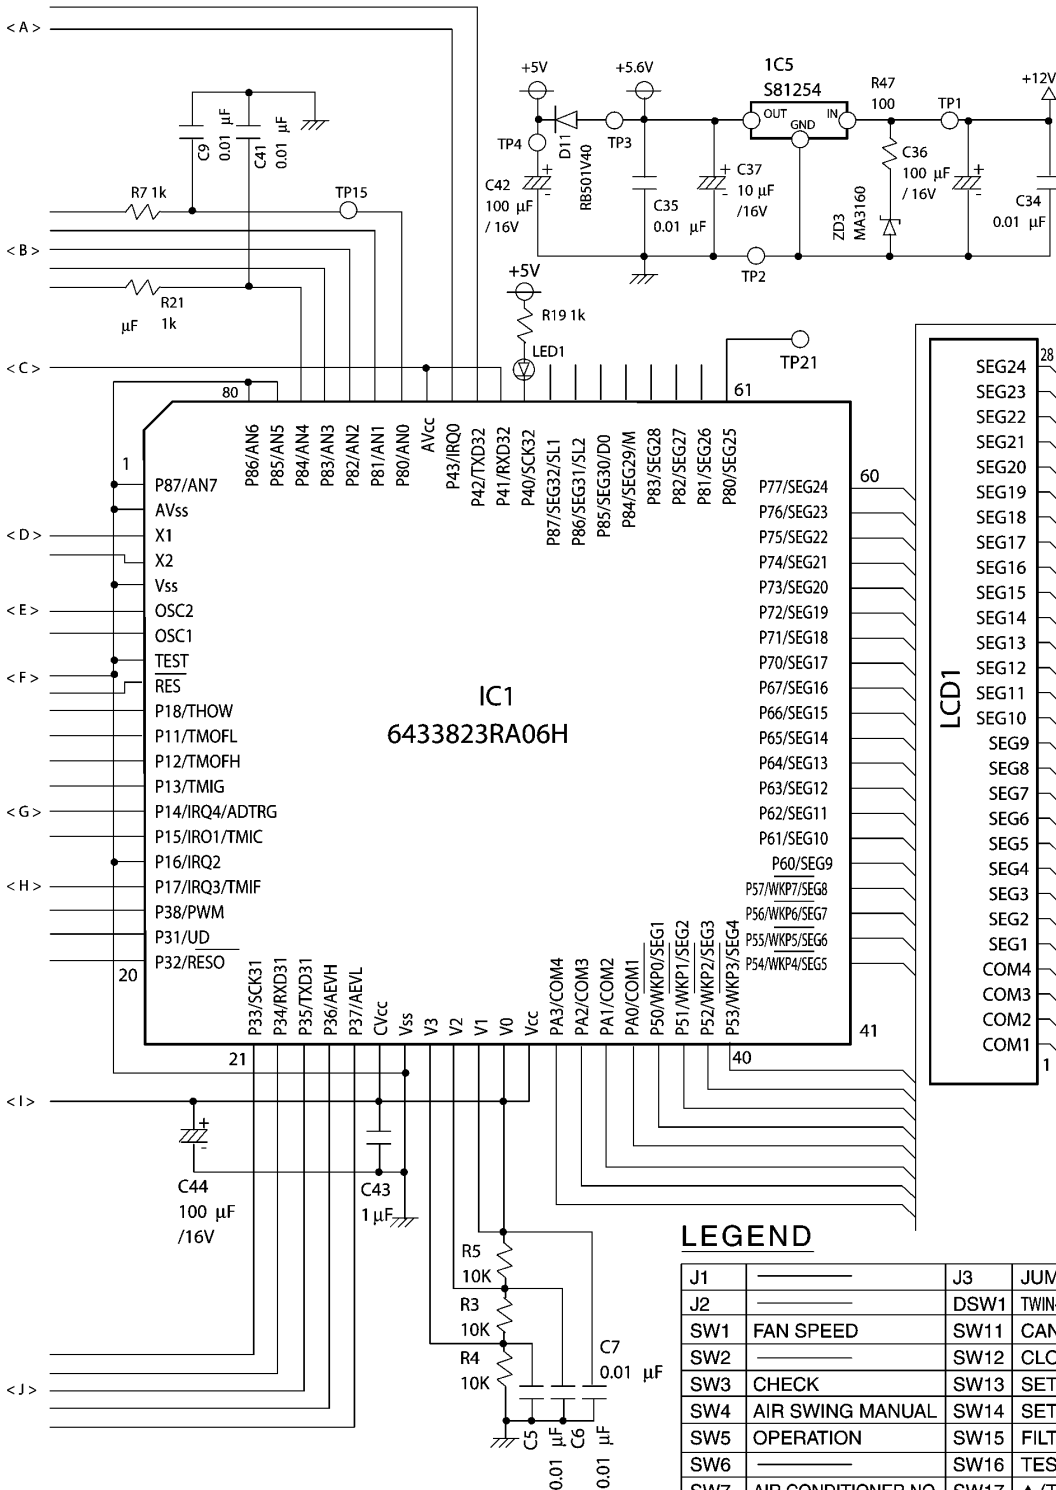 <A>
+5V
+5.6V
1C5
S81254
R47
100
TP1
+12V
OUT
GND
IN
C9
0.01 µF
C41
0.01 µF
TP4
D11
RB501V40
TP3
C42
100 µF
/ 16V
C35
0.01 µF
C37
10 µF
/16V
C36
100 µF
/ 16V
ZD3
MA3160
C34
0.01 µF
TP2
R7 1k
TP15
<B>
R21
1k
µF
+5V
R19 1k
LED1
TP21
<C>
80
61
P86/AN6
P85/AN5
P84/AN4
P83/AN3
P82/AN2
P81/AN1
P80/AN0
AVcc
P43/IRQ0
P42/TXD32
P41/RXD32
P40/SCK32
P87/SEG32/SL1
P86/SEG31/SL2
P85/SEG30/D0
P84/SEG29/M
P83/SEG28
P82/SEG27
P81/SEG26
P80/SEG25
1
P87/AN7
AVss
<D>
X1
X2
Vss
<E>
OSC2
OSC1
TEST
<F>
RES
P18/THOW
P11/TMOFL
P12/TMOFH
P13/TMIG
<G>
P14/IRQ4/ADTRG
P15/IRO1/TMIC
P16/IRQ2
<H>
P17/IRQ3/TMIF
P38/PWM
P31/UD
P32/RESO
20
IC1
6433823RA06H
60
P77/SEG24
P76/SEG23
P75/SEG22
P74/SEG21
P73/SEG20
P72/SEG19
P71/SEG18
P70/SEG17
P67/SEG16
P66/SEG15
P65/SEG14
P64/SEG13
P63/SEG12
P62/SEG11
P61/SEG10
P60/SEG9
P57/WKP7/SEG8
P56/WKP6/SEG7
P55/WKP5/SEG6
P54/WKP4/SEG5
41
P33/SCK31
P34/RXD31
P35/TXD31
P36/AEVH
P37/AEVL
CVcc
Vss
V3
V2
V1
V0
Vcc
PA3/COM4
PA2/COM3
PA1/COM2
PA0/COM1
P50/WKP0/SEG1
P51/WKP1/SEG2
P52/WKP2/SEG3
P53/WKP3/SEG4
21
40
LCD1
28
SEG24
SEG23
SEG22
SEG21
SEG20
SEG19
SEG18
SEG17
SEG16
SEG15
SEG14
SEG13
SEG12
SEG11
SEG10
SEG9
SEG8
SEG7
SEG6
SEG5
SEG4
SEG3
SEG2
SEG1
COM4
COM3
COM2
COM1
1
<I>
C44
100 µF
/16V
C43
1 µF
R5
10K
R3
10K
R4
10K
C7
0.01 µF
C5
0.01 µF
C6
0.01 µF
<J>
LEGEND
J1 J3 JUM
J2 DSW1 TWIN
SW1 FAN SPEED SW11 CAN
SW2 SW12 CLO
SW3 CHECK SW13 SET
SW4 AIR SWING MANUAL SW14 SET
SW5 OPERATION SW15 FILT
SW6 SW16 TES
SW7 AIR CONDITIONER NO SW17